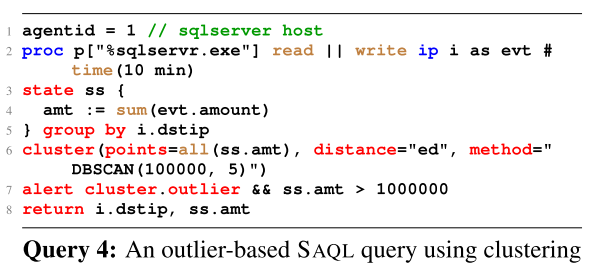 1 agentid = 1 // sqlserver host
2 proc p["%sqlservr.exe"] read || write ip i as evt #
time(10 min)
3 state ss {
4 amt := sum(evt.amount)
5 } group by i.dstip
6 cluster(points=all(ss.amt), distance="ed", method="
DBSCAN(100000, 5)")
7 alert cluster.outlier && ss.amt > 1000000
8 return i.dstip, ss.amt
Query 4: An outlier-based SAQL query using clustering